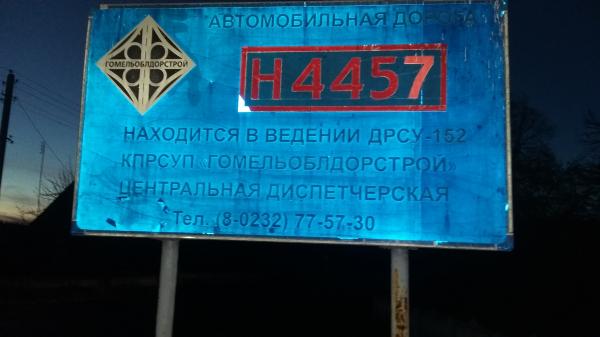 АВТОМОБИЛЬНАЯ ДОРОГА
ГОМЕЛЬОБЛДОРСТРОЙ
Н4457
НАХОДИТСЯ В ВЕДЕНИИ ДРСУ-152
КПРСУП «ГОМЕЛЬОБЛДОРСТРОЙ»
ЦЕНТРАЛЬНАЯ ДИСПЕТЧЕРСКАЯ
Тел. (8-0232) 77-57-30